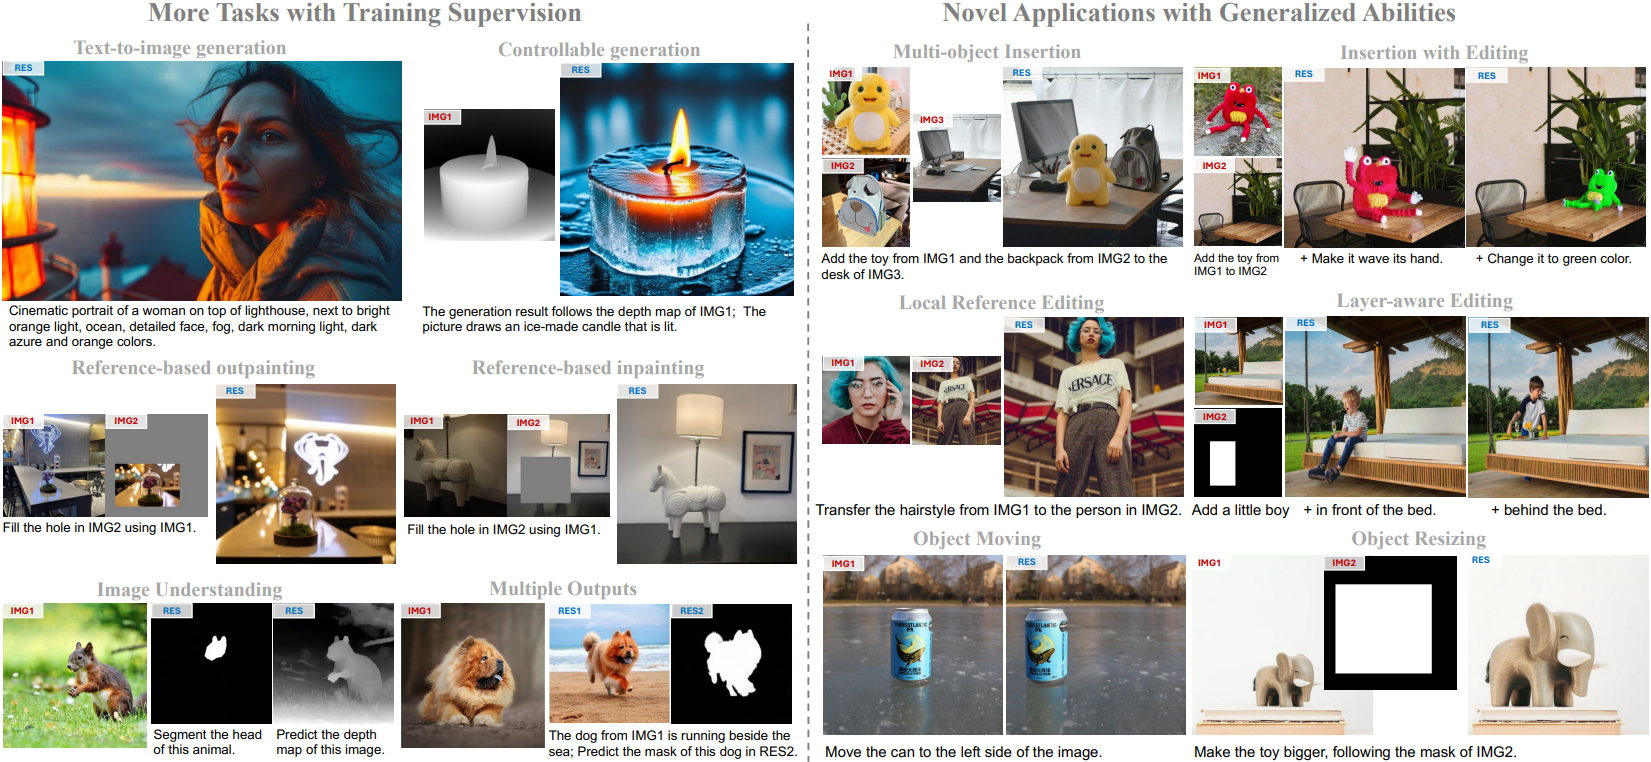 More Tasks with Training Supervision
Text-to-image generation
RES
Cinematic portrait of a woman on top of lighthouse, next to bright
orange light, ocean, detailed face, fog, dark morning light, dark
azure and orange colors.
Controllable generation
IMG1
RES
The generation result follows the depth map of IMG1; The
picture draws an ice-made candle that is lit.
Reference-based outpainting
IMG1
IMG2
RES
Fill the hole in IMG2 using IMG1.
Reference-based inpainting
IMG1
IMG2
RES
Fill the hole in IMG2 using IMG1.
Image Understanding
IMG1
RES
RES
Segment the head
of this animal.
Predict the depth
map of this image.
Multiple Outputs
IMG1
RES1
RES2
The dog from IMG1 is running beside the
sea; Predict the mask of this dog in RES2.
Novel Applications with Generalized Abilities
Multi-object Insertion
IMG1
IMG2
IMG3
RES
Add the toy from IMG1 and the backpack from IMG2 to the
desk of IMG3.
Insertion with Editing
IMG1
IMG2
RES
RES
Add the toy from
IMG1 to IMG2
+ Make it wave its hand.
+ Change it to green color.
Local Reference Editing
IMG1
IMG2
VERSACE
RES
ERSACE
Transfer the hairstyle from IMG1 to the person in IMG2.
Layer-aware Editing
IMG1
IMG2
RES
RES
Add a little boy
+ in front of the bed.
+ behind the bed.
Object Moving
IMG1
RES
Move the can to the left side of the image.
Object Resizing
IMG1
IMG2
RES
Make the toy bigger, following the mask of IMG2.